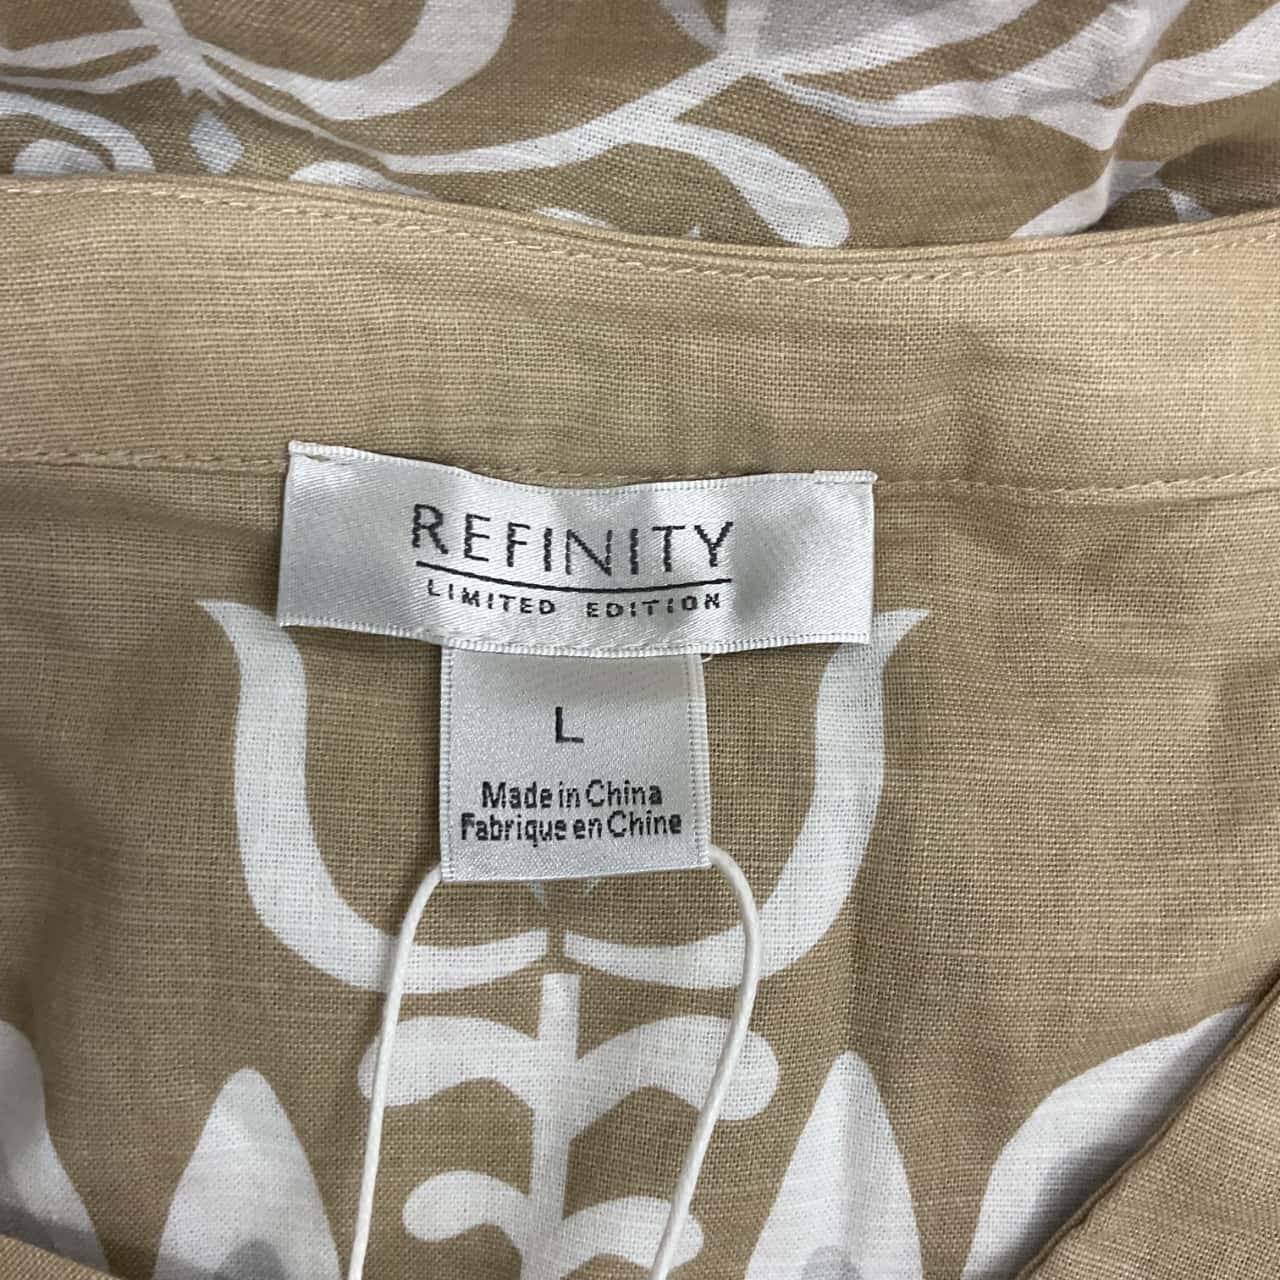 REFINITY
LIMITED EDITION
L
Made in China
Fabrique en Chine